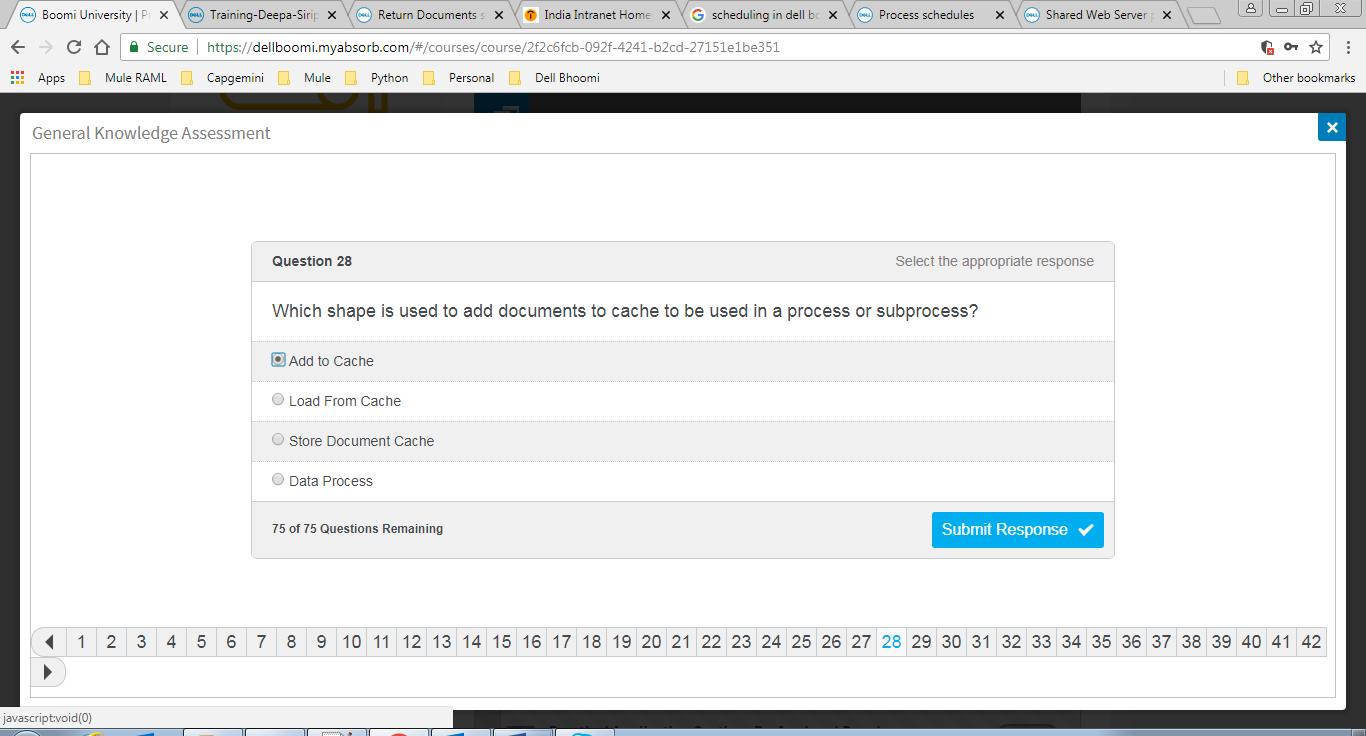 Boomi University | P
Training-Deepa-Sirip
Return Documents s
India Intranet Home
scheduling in dell bo
Process schedules
Shared Web Server
Secure | https://dellboomi.myabsorb.com/#/courses/course/2f2c6fcb-092f-4241-b2cd-27151e1be351
Apps Mule RAML Capgemini Mule Python Personal Dell Bhoomi Other bookmarks
General Knowledge Assessment
Question 28 Select the appropriate response
Which shape is used to add documents to cache to be used in a process or subprocess?
Add to Cache
Load From Cache
Store Document Cache
Data Process
75 of 75 Questions Remaining Submit Response
1 2 3 4 5 6 7 8 9 10 11 12 13 14 15 16 17 18 19 20 21 22 23 24 25 26 27 28 29 30 31 32 33 34 35 36 37 38 39 40 41 42
javascript:void(0)